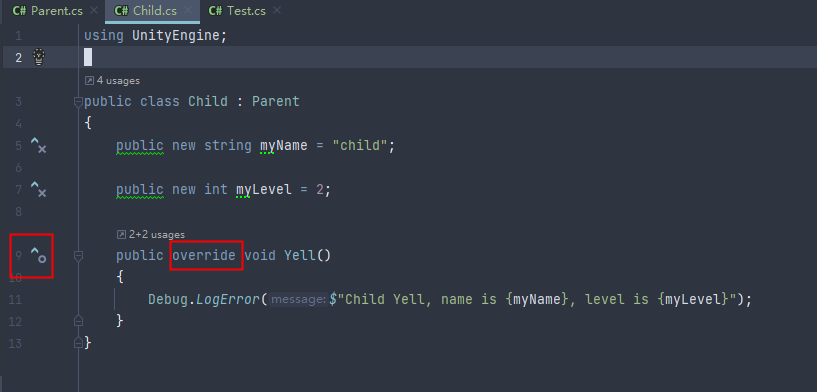 C# Parent.cs × C# Child.cs × C# Test.cs ×
1 using UnityEngine;
2
4 usages
3 public class Child : Parent
4 {
5 public new string myName = "child";
6
7 public new int myLevel = 2;
8
2+2 usages
9 public override void Yell()
10 {
11 Debug.LogError(message: $"Child Yell, name is {myName}, level is {myLevel}");
12 }
13 }